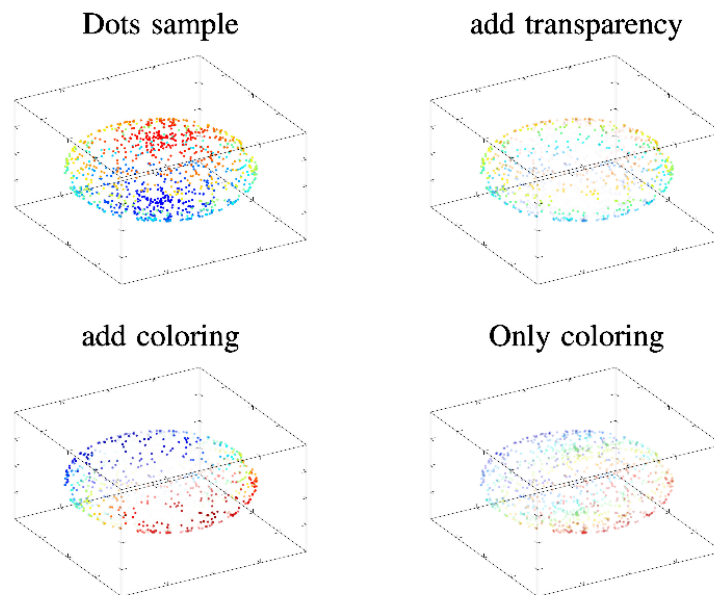 Dots sample
add transparency
add coloring
Only coloring